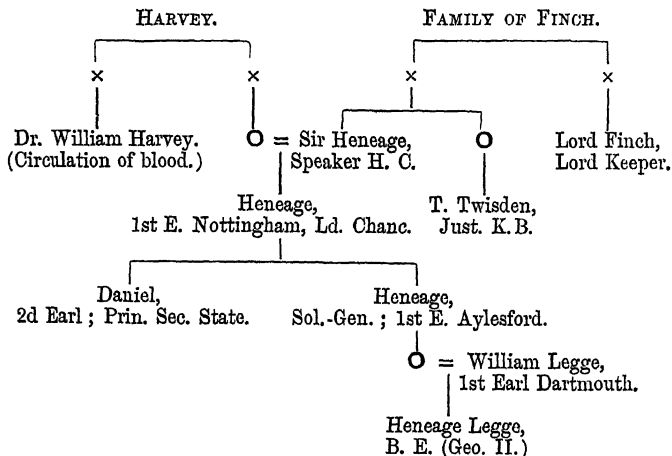 HARVEY.
FAMILY OF FINCH.
× × × ×
Dr. William Harvey.
(Circulation of blood.)
O = Sir Heneage,
Speaker H. C.
O
Lord Finch,
Lord Keeper.
Heneage,
1st E. Nottingham, Ld. Chanc.
T. Twisden,
Just. K. B.
Daniel,
2d Earl ; Prin. Sec. State.
Heneage,
Sol.-Gen. ; 1st E. Aylesford.
O = William Legge,
1st Earl Dartmouth.
Heneage Legge,
B. E. (Geo. II.)